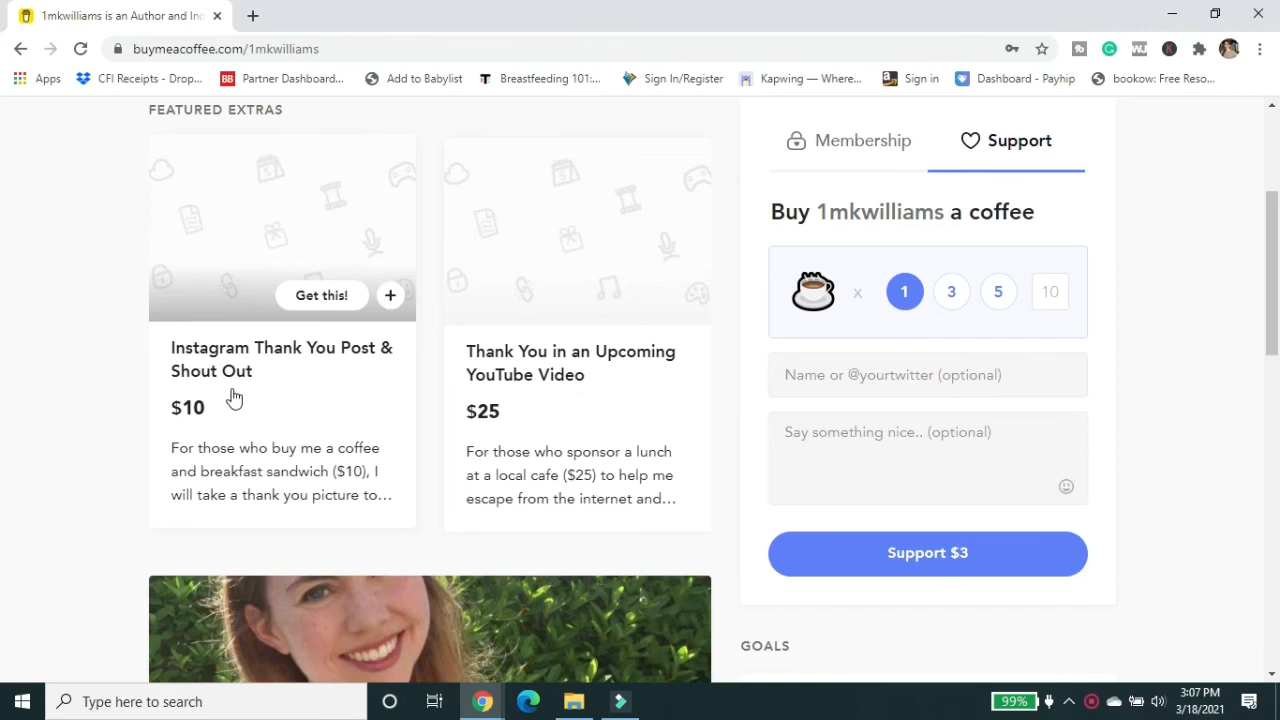 1mkwilliams is an Author and Ind
buymeacoffee.com/1mkwilliams
Apps
CFI Receipts - Drop...
BB
Partner Dashboard...
Add to Babylist
T
Breastfeeding 101:...
Sign In/Register
Kapwing — Where...
Sign in
Dashboard - Payhip
bookow: Free Reso...
FEATURED EXTRAS
Get this!
+
Instagram Thank You Post &
Shout Out
$10
For those who buy me a coffee
and breakfast sandwich ($10), I
will take a thank you picture to...
Thank You in an Upcoming
YouTube Video
$25
For those who sponsor a lunch
at a local cafe ($25) to help me
escape from the internet and...
Membership
Support
Buy 1mkwilliams a coffee
x 1 3 5 10
Name or @yourtwitter (optional)
Say something nice.. (optional)
Support $3
GOALS
Type here to search
99%
3:07 PM
3/18/2021